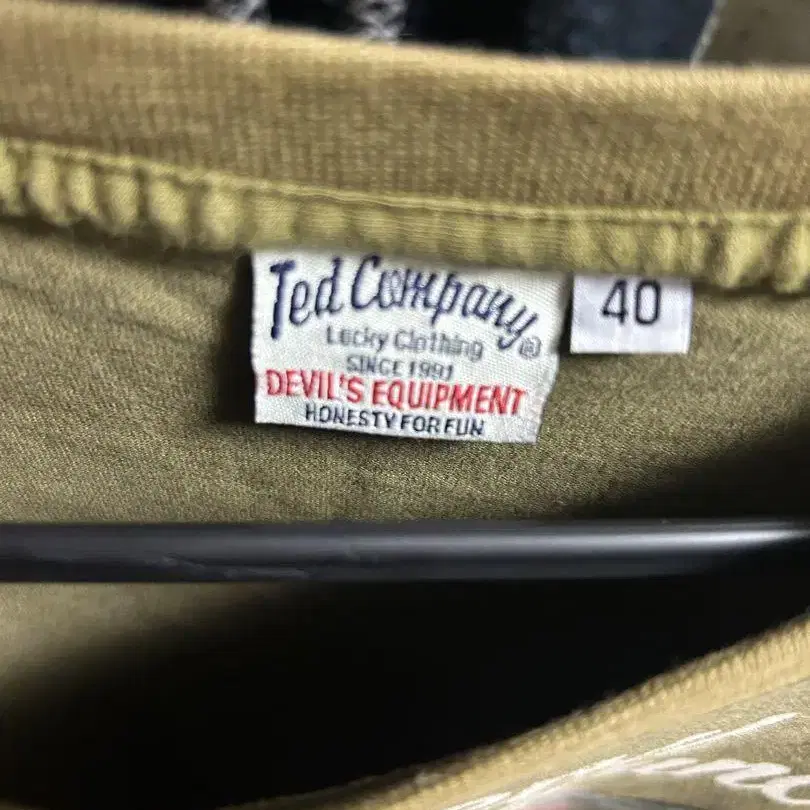 Ted Company
Lucky Clothing ®
SINCE 1991
DEVIL'S EQUIPMENT
HONESTY FOR FUN
40